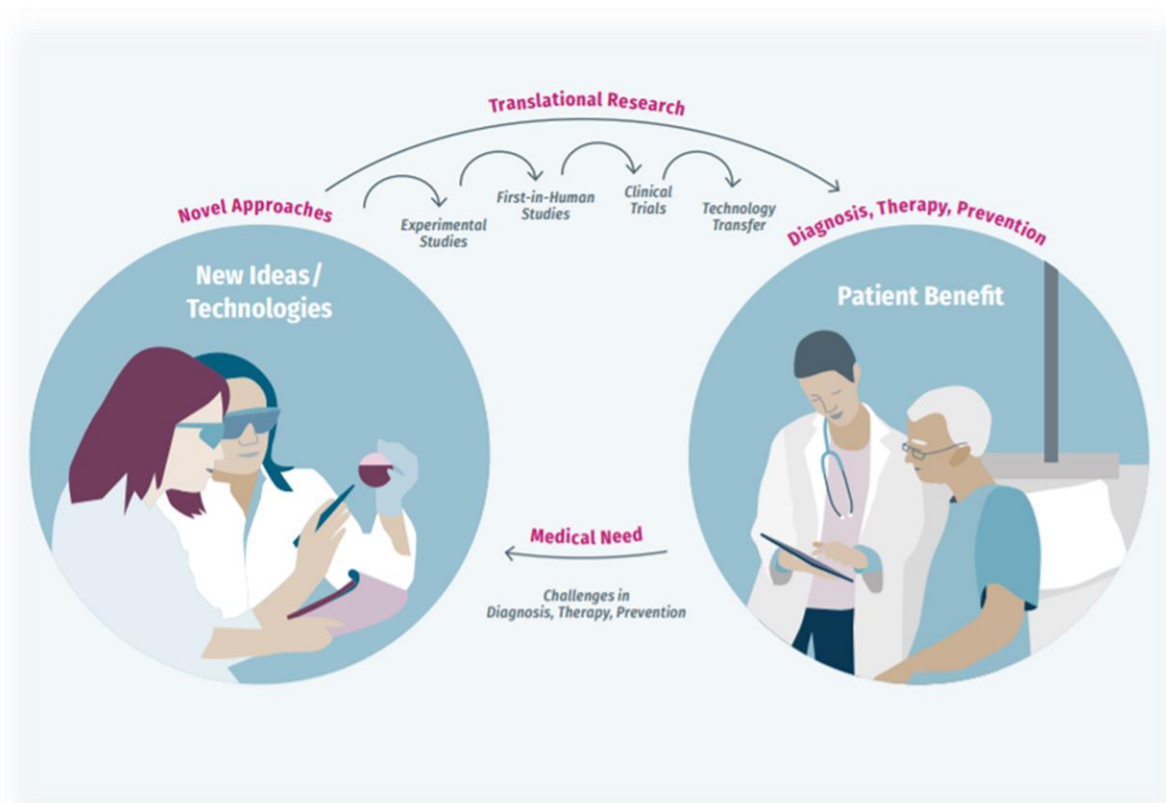 Translational Research
Novel Approaches
Experimental
Studies
First-in-Human
Studies
Clinical
Trials
Technology
Transfer
Diagnosis, Therapy, Prevention
New Ideas/
Technologies
Patient Benefit
Medical Need
Challenges in
Diagnosis, Therapy, Prevention